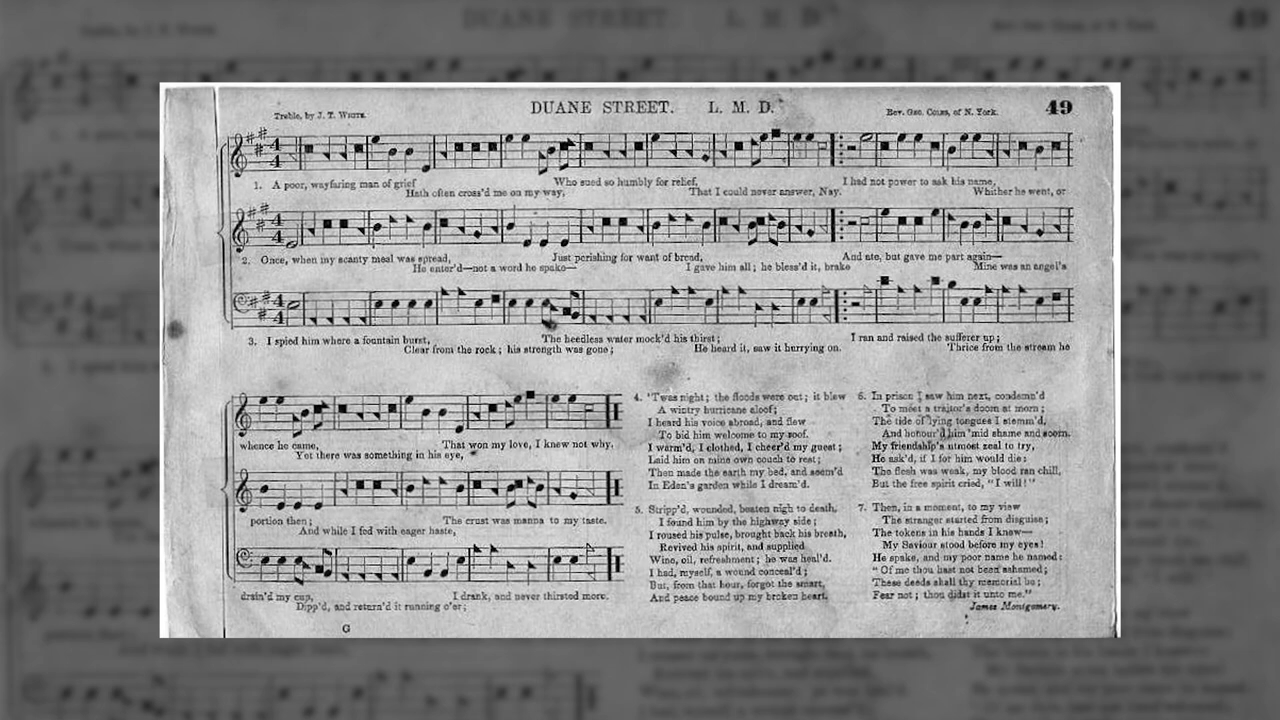 DUANE STREET. L. M. D. 49
Treble, by J. T. White. Rev. Geo. Coles, of N. York.
1. A poor, wayfaring man of grief Who sued so humbly for relief, I had not power to ask his name,
Hath often cross'd me on my way, That I could never answer, Nay. Whither he went, or
2. Once, when my scanty meal was spread, Just perishing for want of bread, And ate, but gave me part again—
He enter'd—not a word he spake— I gave him all; he bless'd it, brake Mine was an angel's
3. I spied him where a fountain burst, The heedless water mock'd his thirst; I ran and raised the sufferer up;
Clear from the rock; his strength was gone; He heard it, saw it hurrying on. Thrice from the stream he
whence he came, That won my love, I knew not why.
Yet there was something in his eye,
portion then; The crust was manna to my taste.
And while I fed with eager haste,
drain'd my cup, I drank, and never thirsted more.
Dipp'd, and return'd it running o'er;
G
4. 'Twas night; the floods were out; it blew
A wintry hurricane aloof;
I heard his voice abroad, and flew
To bid him welcome to my roof.
I warm'd, I clothed, I cheer'd my guest;
Laid him on mine own couch to rest;
Then made the earth my bed, and seem'd
In Eden's garden while I dream'd.
5. Stripp'd, wounded, beaten nigh to death,
I found him by the highway side;
I roused his pulse, brought back his breath,
Revived his spirit, and supplied
Wine, oil, refreshment; he was heal'd.
I had, myself, a wound conceal'd;
But, from that hour, forgot the smart,
And peace bound up my broken heart.
6. In prison I saw him next, condemn'd
To meet a traitor's doom at morn;
The tide of lying tongues I stemm'd,
And honour'd him 'mid shame and scorn.
My friendship's utmost zeal to try,
He ask'd, if I for him would die:
The flesh was weak, my blood ran chill,
But the free spirit cried, "I will!"
7. Then, in a moment, to my view
The stranger started from disguise;
The tokens in his hands I knew—
My Saviour stood before my eyes!
He spake, and my poor name he named:
"Of me thou hast not been ashamed;
These deeds shall thy memorial be;
Fear not; thou didst it unto me."
James Montgomery.